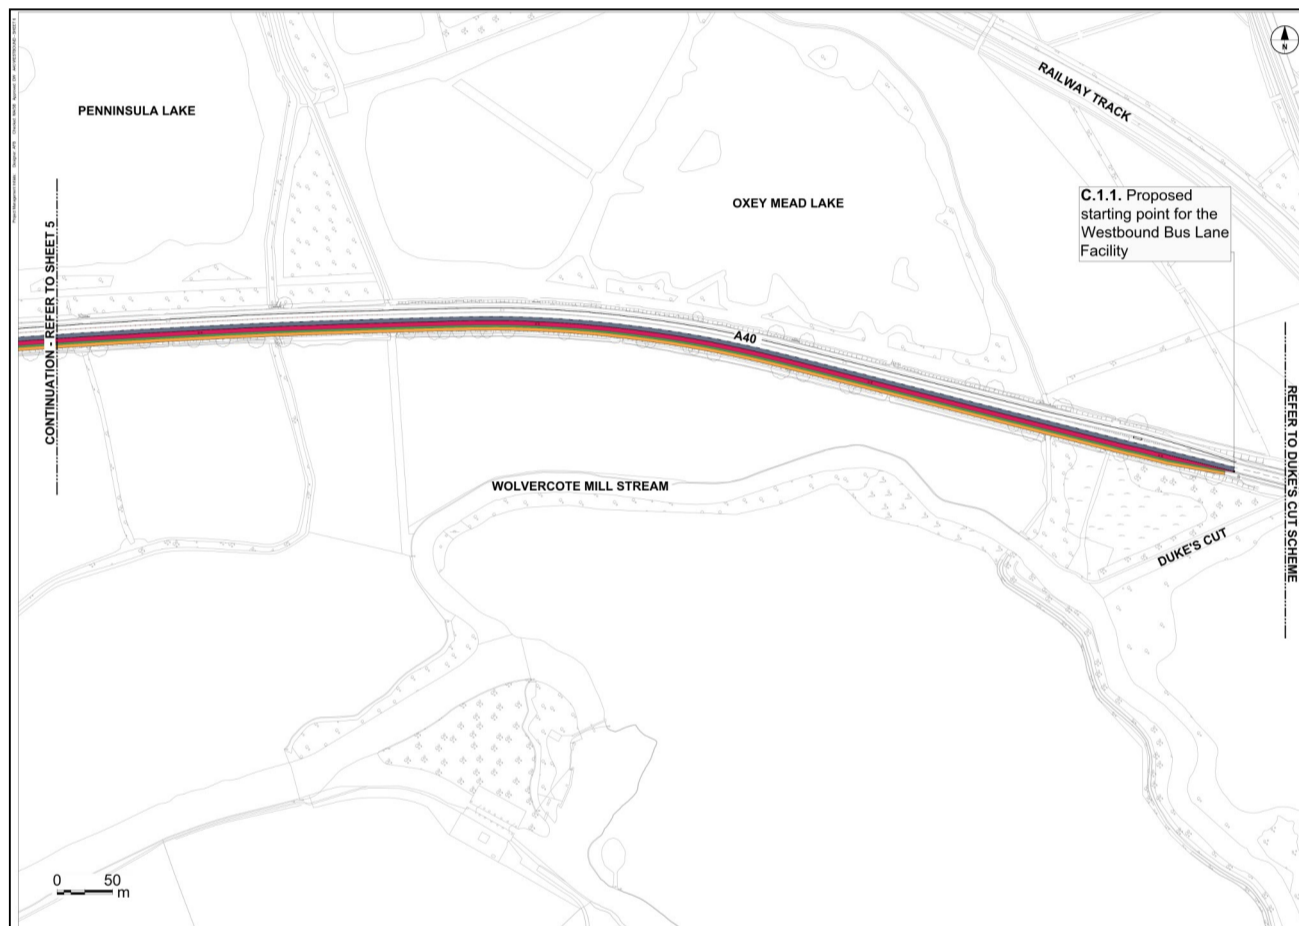 N
RAILWAY TRACK
PENNINSULA LAKE
OXEY MEAD LAKE
C.1.1. Proposed
starting point for the
Westbound Bus Lane
Facility
CONTINUATION - REFER TO SHEET 5
A40
REFER TO DUKE'S CUT SCHEME
WOLVERCOTE MILL STREAM
DUKE'S CUT
0 50
m